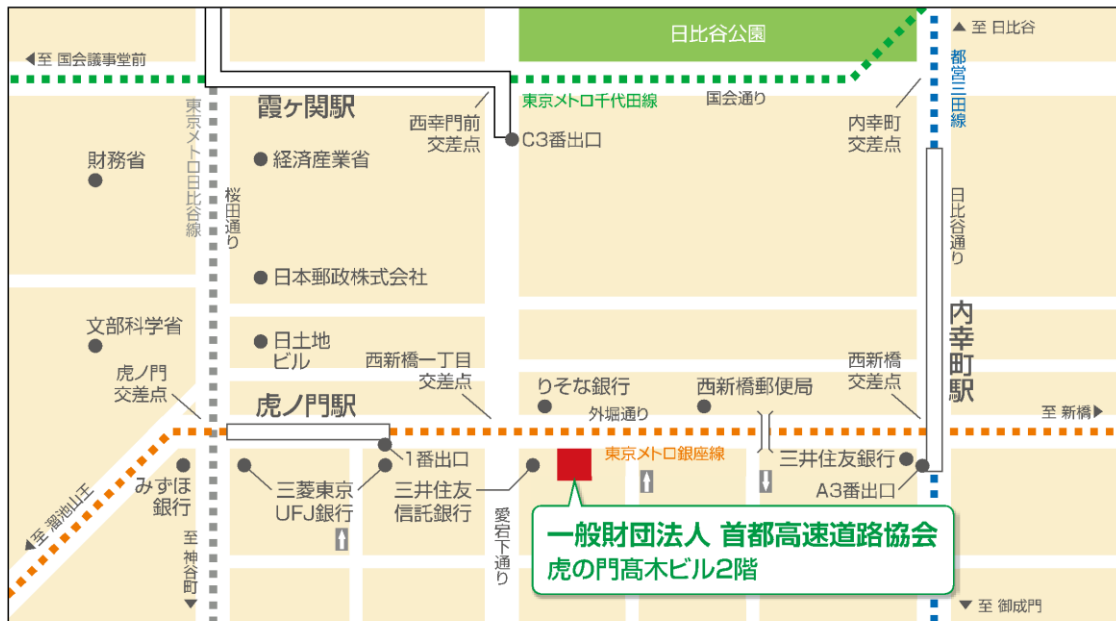 日比谷公園
▲至 日比谷
◀至 国会議事堂前
都営三田線
東京メトロ千代田線
国会通り
東京メトロ日比谷線
霞ヶ関駅
西幸門前
交差点
内幸町
交差点
C3番出口
財務省
経済産業省
桜田通り
日比谷通り
日本郵政株式会社
文部科学省
日土地
ビル
内幸町駅
虎ノ門
交差点
西新橋一丁目
交差点
西新橋
交差点
りそな銀行
西新橋郵便局
虎ノ門駅
外堀通り
至 新橋▶
1番出口
東京メトロ銀座線
三井住友銀行
みずほ
銀行
三菱東京
UFJ銀行
三井住友
信託銀行
A3番出口
◀至 溜池山王
愛宕下通り
一般財団法人 首都高速道路協会
虎の門髙木ビル2階
至 神谷町▼
▼至 御成門